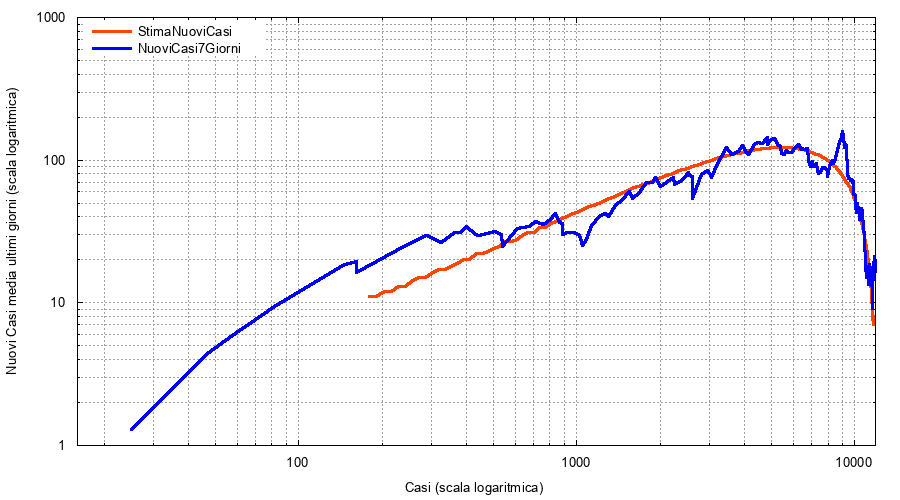 1000
StimaNuoviCasi
NuoviCasi7Giorni
100
10
1
Nuovi Casi media ultimi giorni (scala logaritmica)
100
1000
10000
Casi (scala logaritmica)